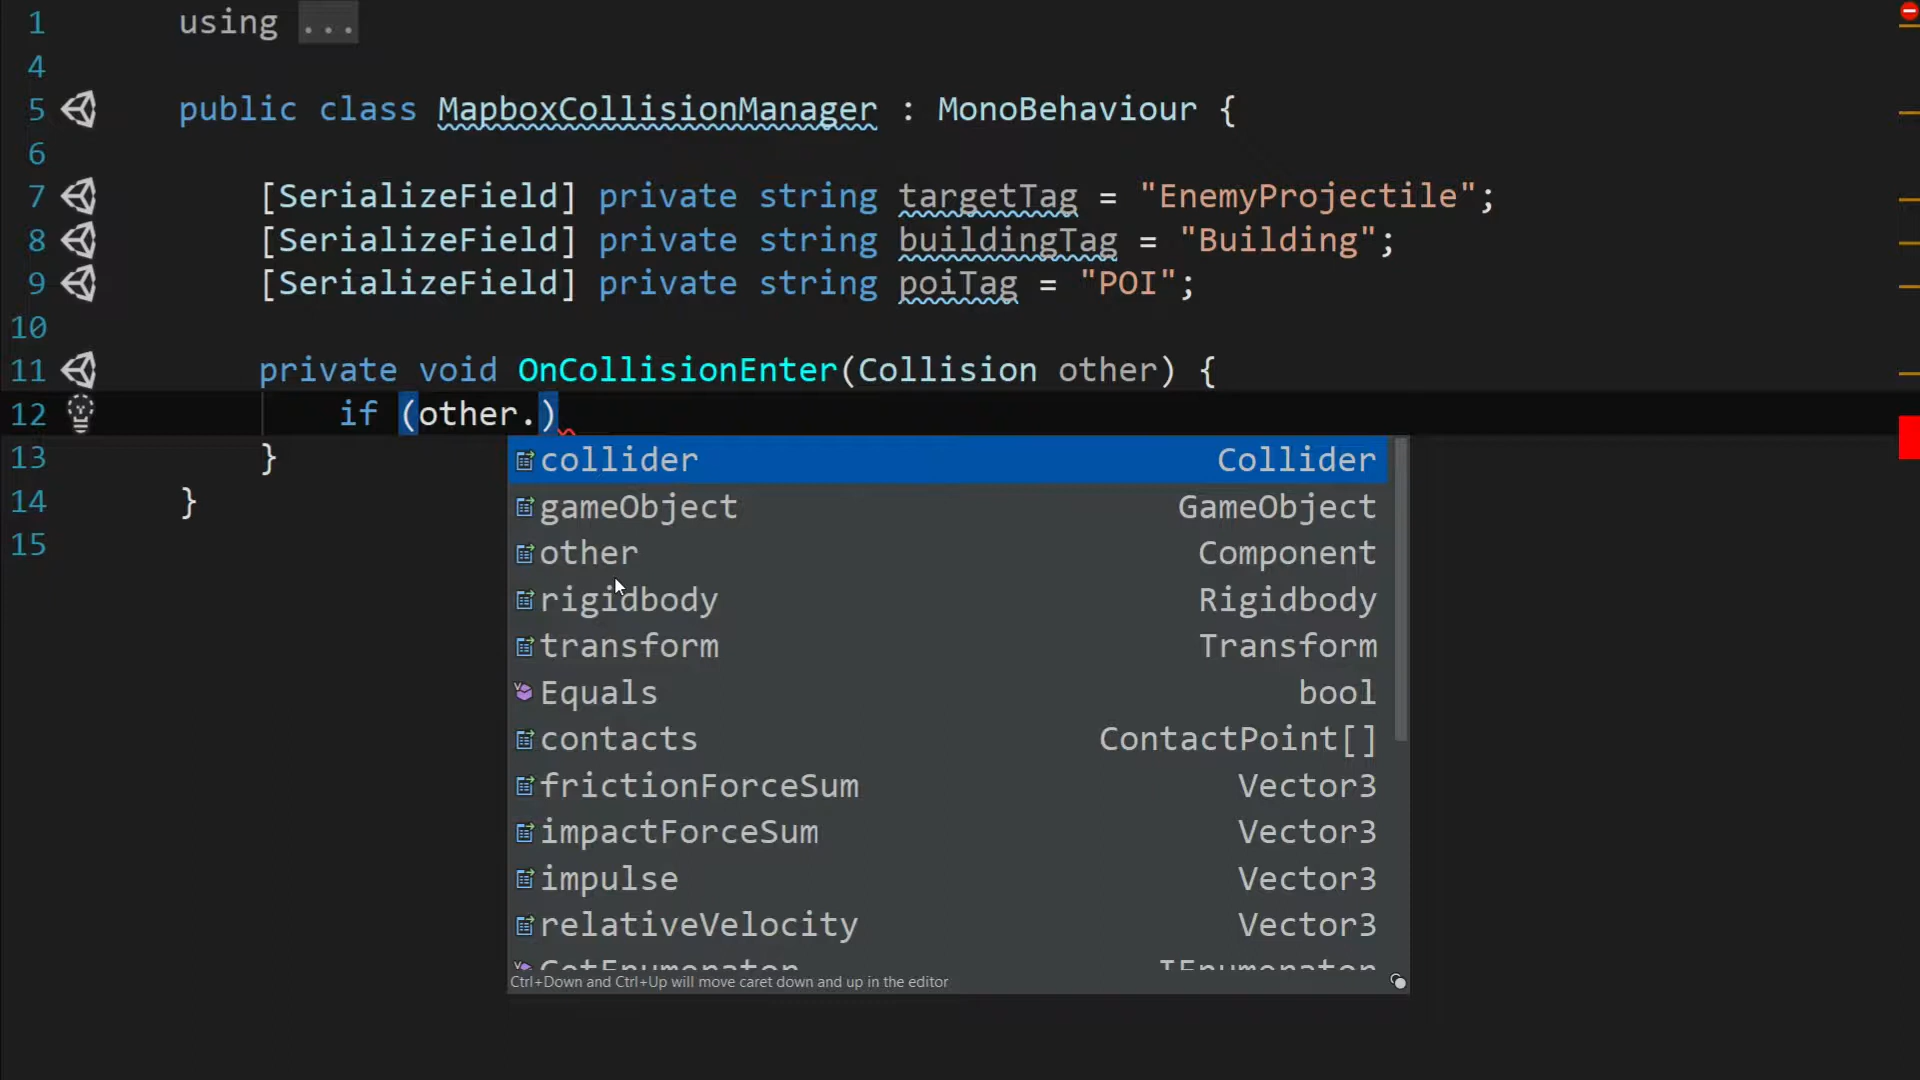 1 using ...
4
5 public class MapboxCollisionManager : MonoBehaviour {
6
7 [SerializeField] private string targetTag = "EnemyProjectile";
8 [SerializeField] private string buildingTag = "Building";
9 [SerializeField] private string poiTag = "POI";
10
11 private void OnCollisionEnter(Collision other) {
12 if (other.)
13 }
14 }
15
collider Collider
gameObject GameObject
other Component
rigidbody Rigidbody
transform Transform
Equals bool
contacts ContactPoint[]
frictionForceSum Vector3
impactForceSum Vector3
impulse Vector3
relativeVelocity Vector3
GetEnumerator IEnumerator
Ctrl+Down and Ctrl+Up will move caret down and up in the editor